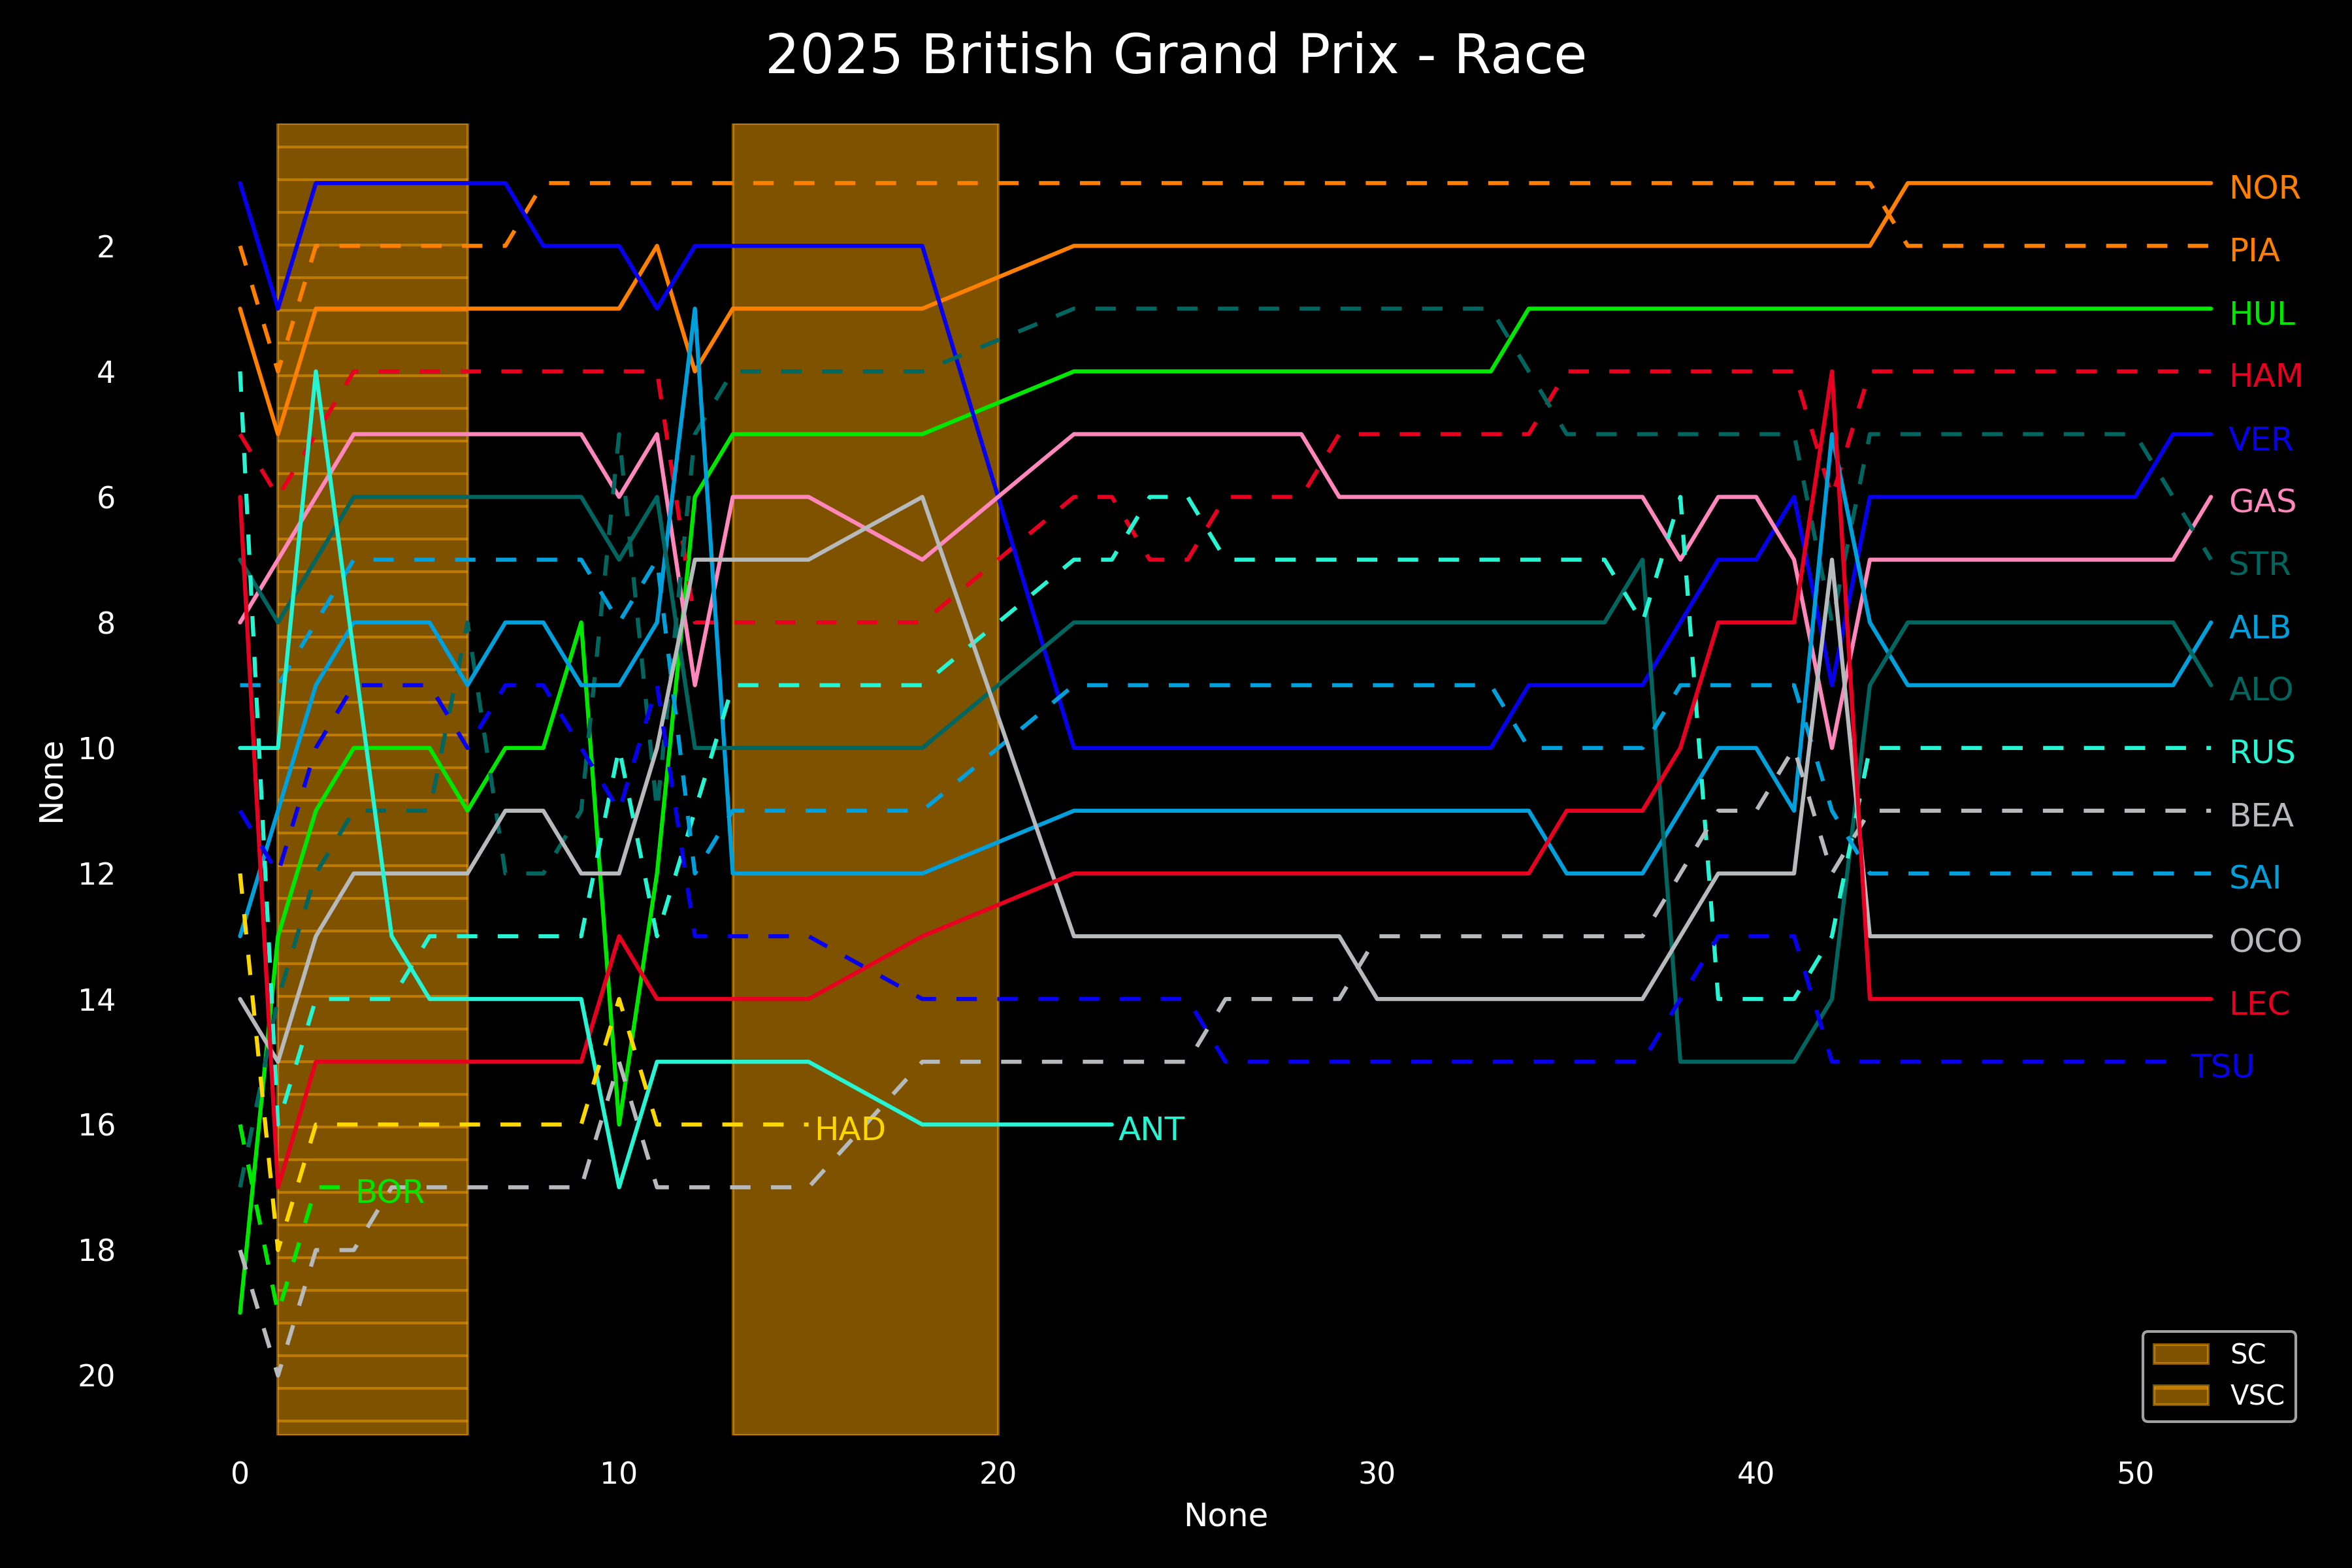 2025 British Grand Prix - Race
NOR
2
PIA
HUL
4
HAM
VER
6
GAS
STR
8
ALB
ALO
10
RUS
None
BEA
12
SAI
OCO
14
LEC
TSU
16
HAD
ANT
BOR
18
20
SC
VSC
0
10
20
30
40
50
None